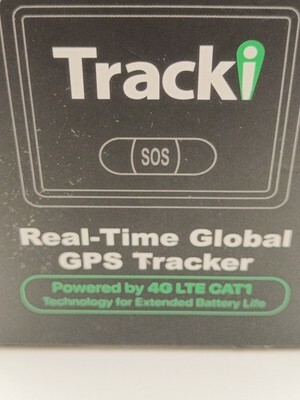 Tracki
SOS
Real-Time Global
GPS Tracker
Powered by 4G LTE CAT1
Technology for Extended Battery Life